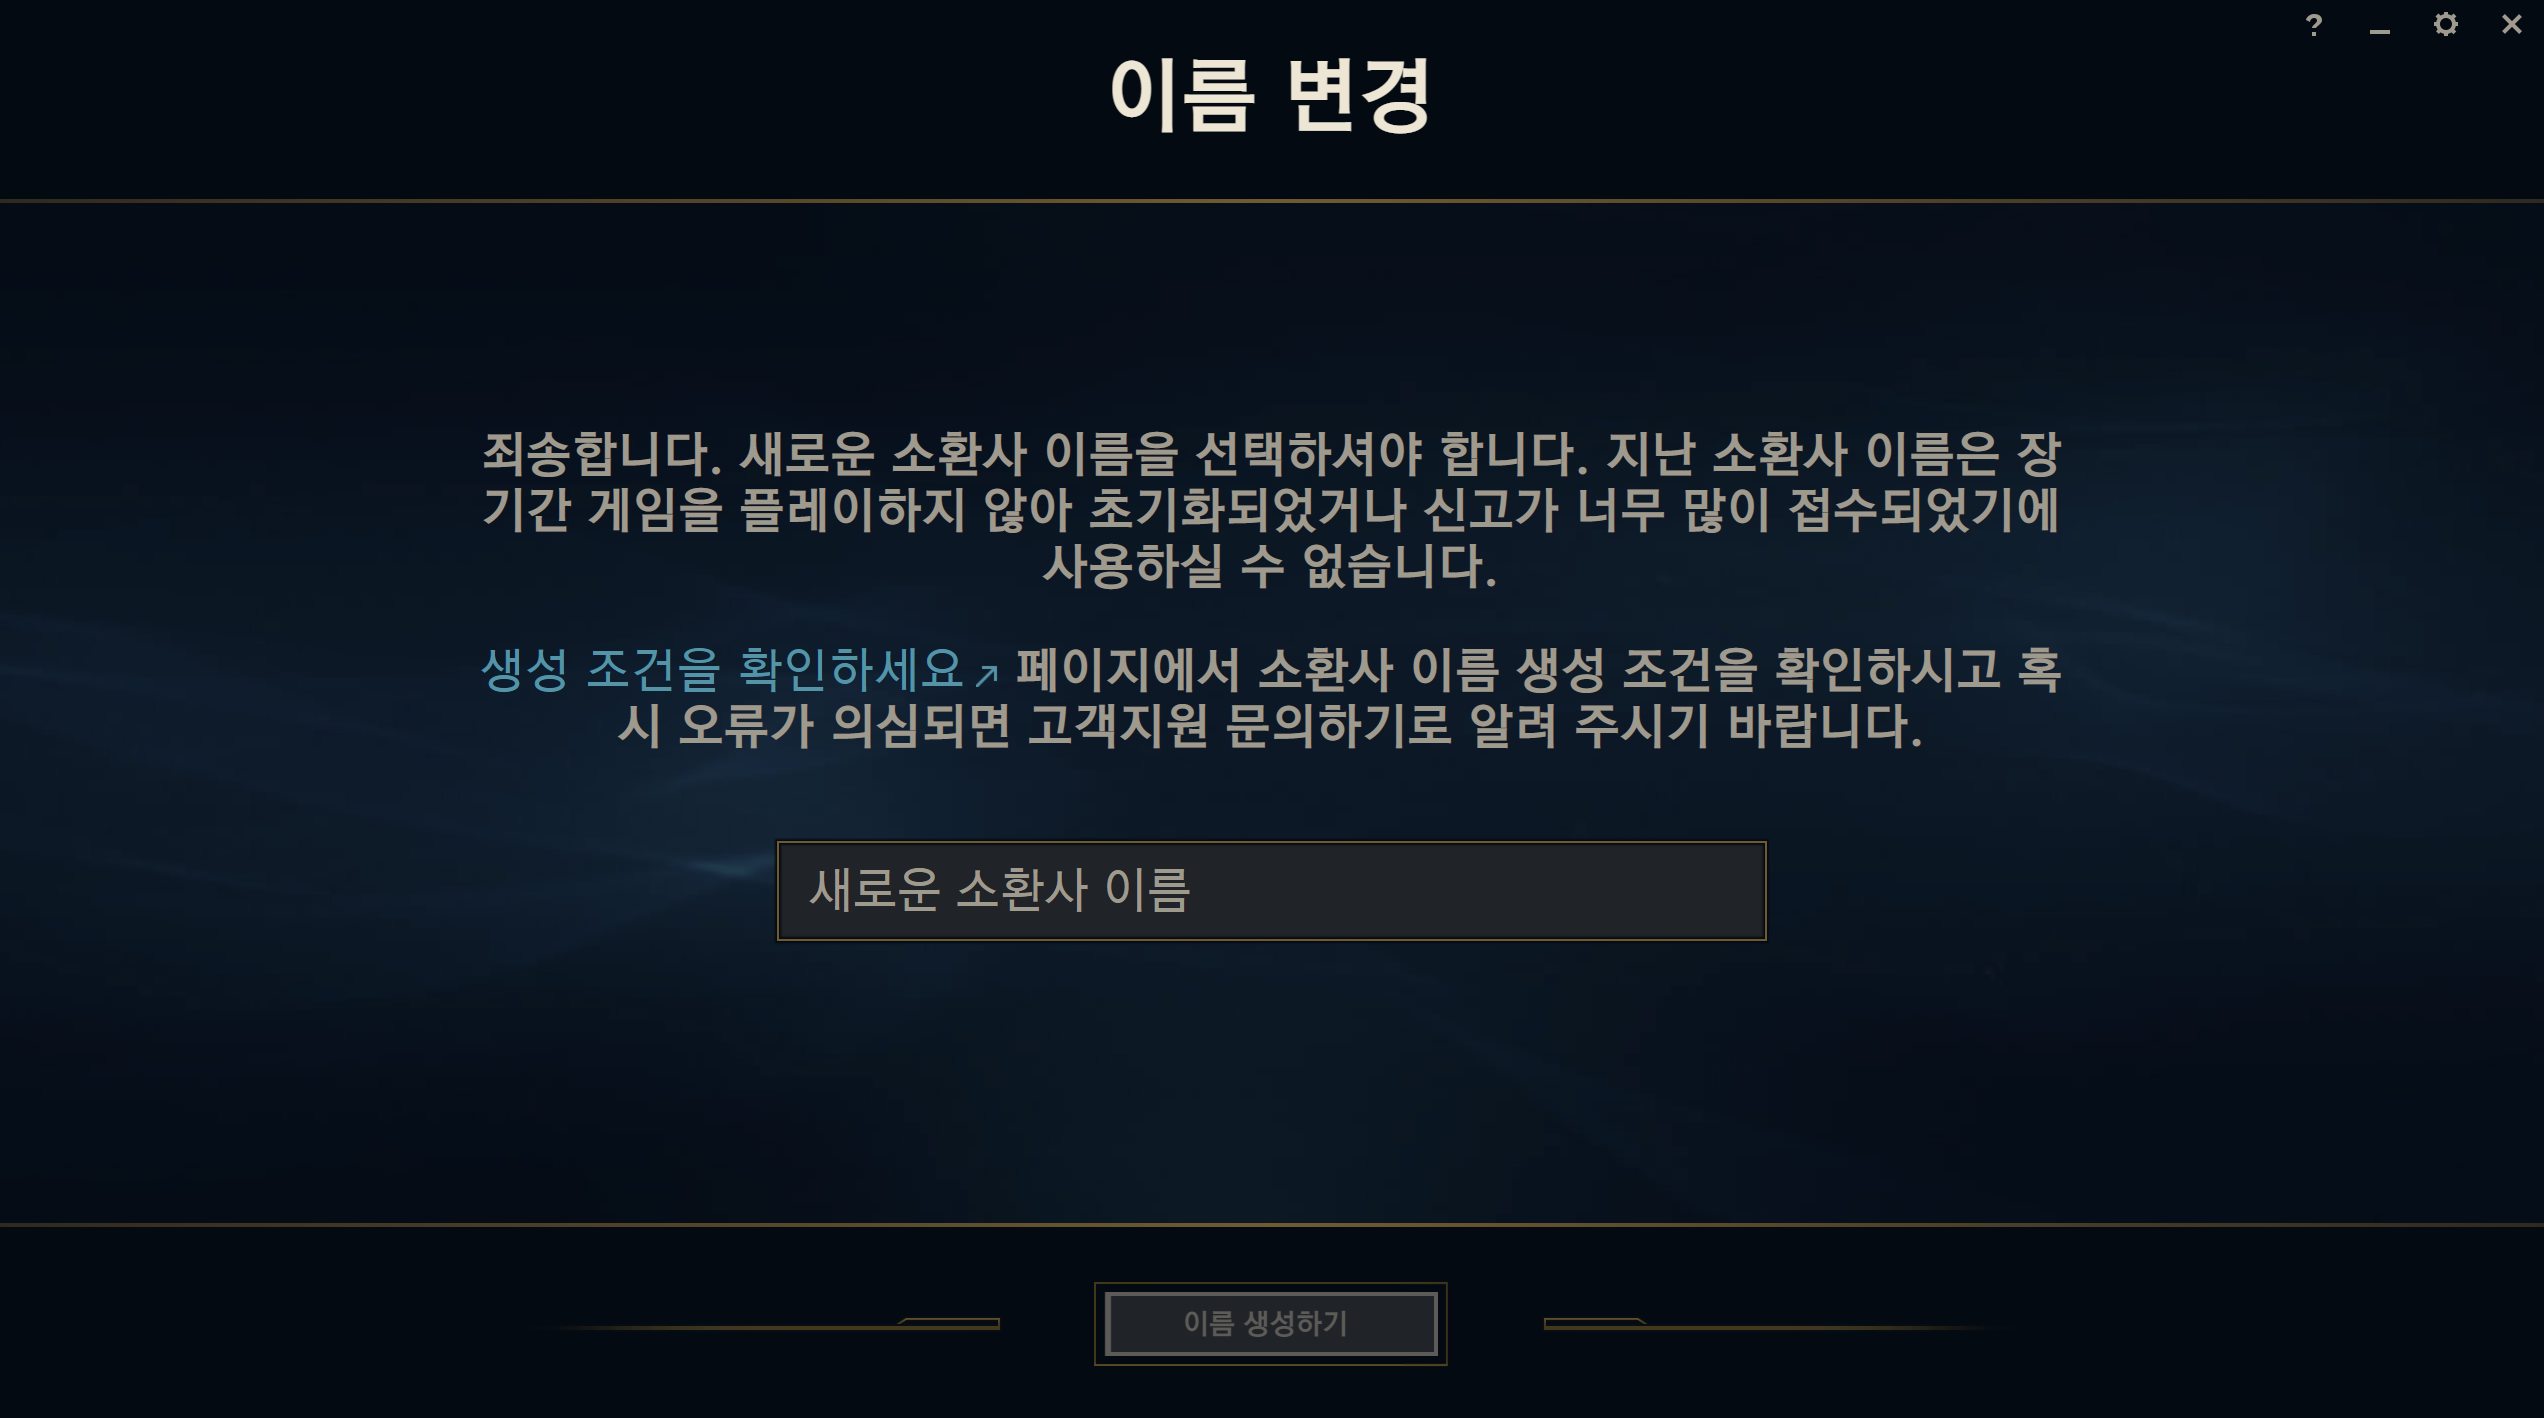 이름 변경
죄송합니다. 새로운 소환사 이름을 선택하셔야 합니다. 지난 소환사 이름은 장
기간 게임을 플레이하지 않아 초기화되었거나 신고가 너무 많이 접수되었기에
사용하실 수 없습니다.
생성 조건을 확인하세요↗ 페이지에서 소환사 이름 생성 조건을 확인하시고 혹
시 오류가 의심되면 고객지원 문의하기로 알려 주시기 바랍니다.
새로운 소환사 이름
이름 생성하기